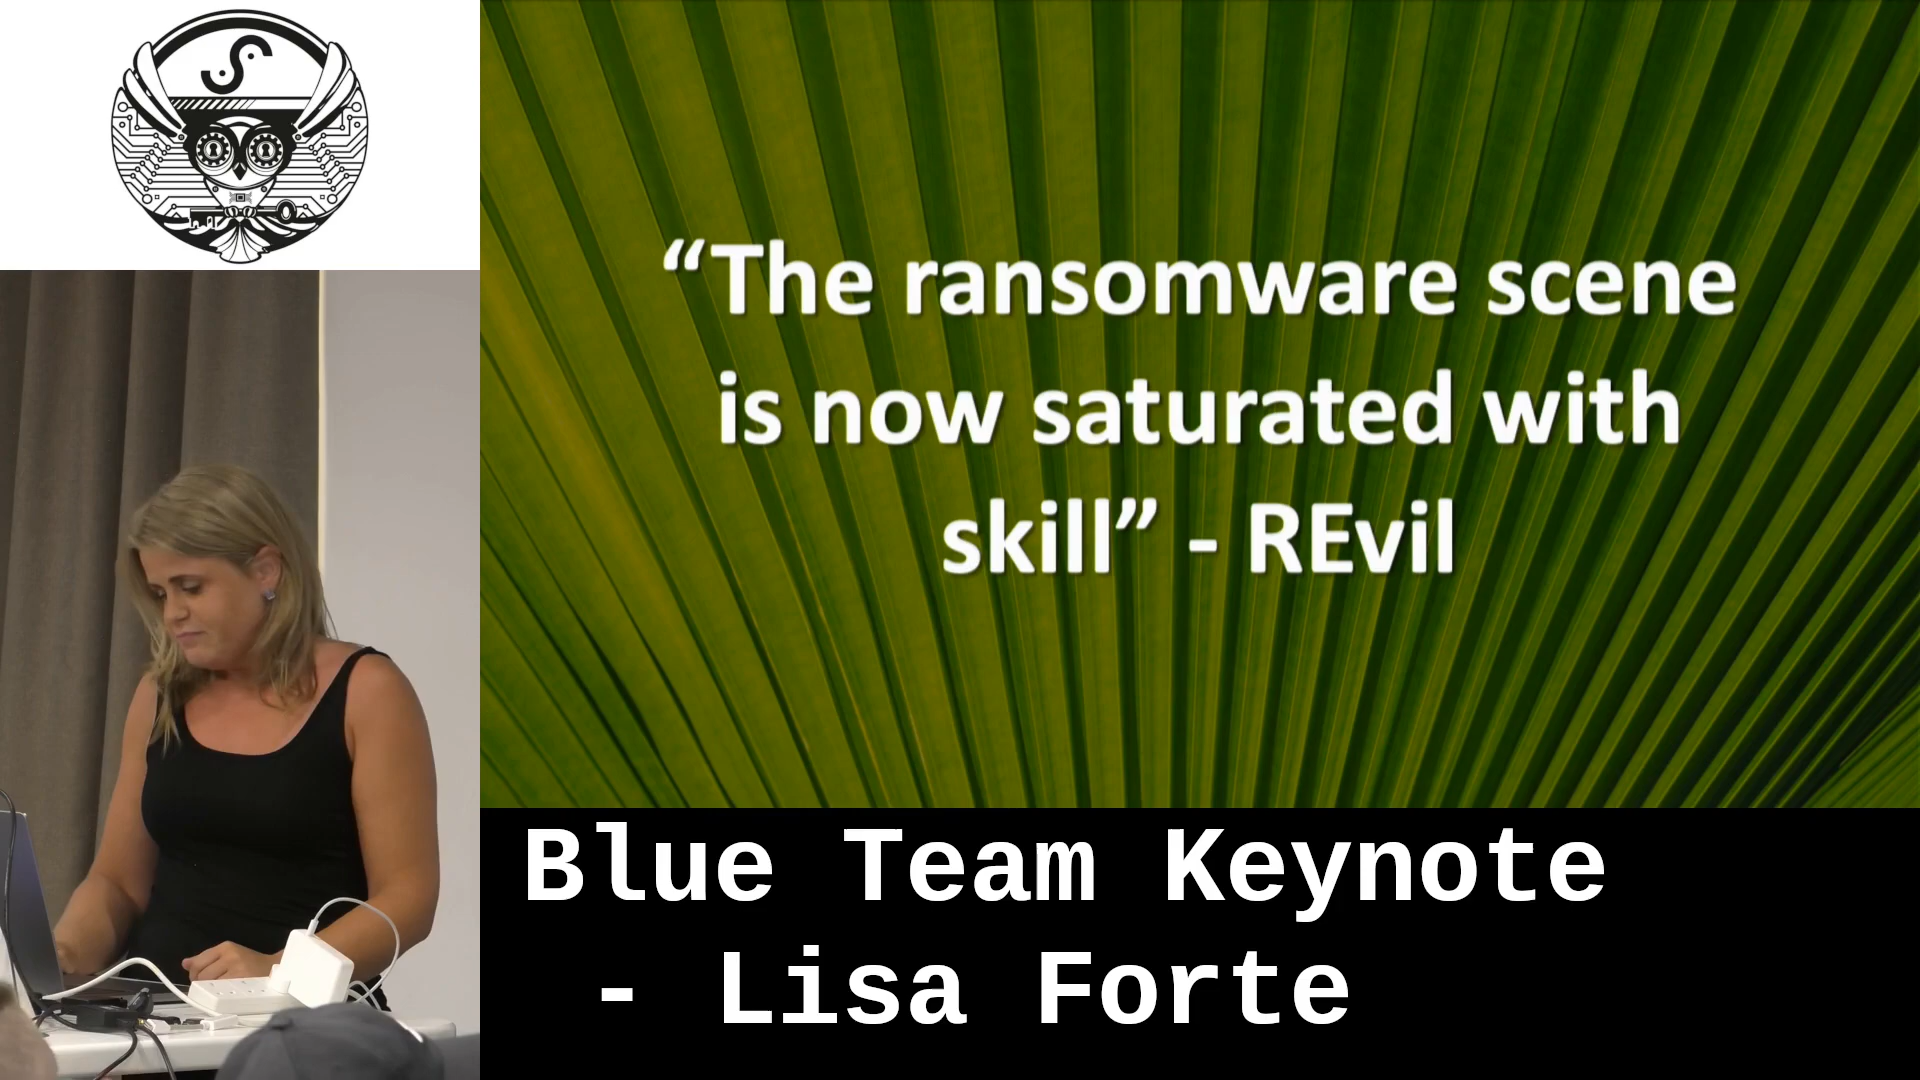 “The ransomware scene
is now saturated with
skill” - REvil
Blue Team Keynote
- Lisa Forte